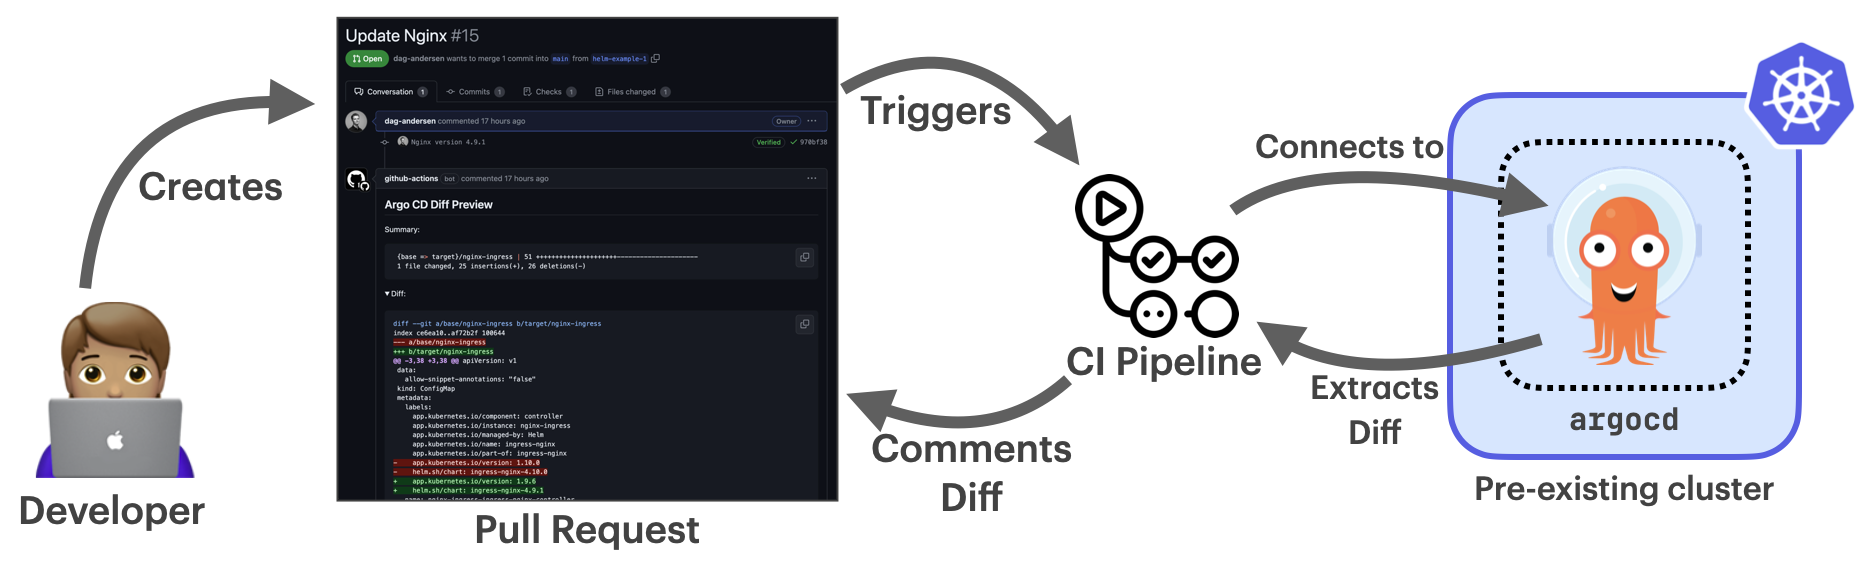 Update Nginx #15
Open
dag-andersen wants to merge 1 commit into main from helm-example-1
Conversation 1
Commits 1
Checks 1
Files changed 1
dag-andersen commented 17 hours ago
Owner
Nginx version 4.9.1
Verified
970bf38
github-actions bot commented 17 hours ago
Argo CD Diff Preview
Summary:
{base => target}/nginx-ingress | 51 +++++++++++++++++++++--------------------
1 file changed, 25 insertions(+), 26 deletions(-)
Diff:
diff --git a/base/nginx-ingress b/target/nginx-ingress
index ce6ea10..af72b2f 100644
--- a/base/nginx-ingress
+++ b/target/nginx-ingress
@@ -3,38 +3,38 @@ apiVersion: v1
data:
allow-snippet-annotations: "false"
kind: ConfigMap
metadata:
labels:
app.kubernetes.io/component: controller
app.kubernetes.io/instance: nginx-ingress
app.kubernetes.io/managed-by: Helm
app.kubernetes.io/name: ingress-nginx
app.kubernetes.io/part-of: ingress-nginx
- app.kubernetes.io/version: 1.10.0
- helm.sh/chart: ingress-nginx-4.10.0
+ app.kubernetes.io/version: 1.9.6
+ helm.sh/chart: ingress-nginx-4.9.1
Creates
Developer
Pull Request
Triggers
CI Pipeline
Comments
Diff
Connects to
Extracts
Diff
argocd
Pre-existing cluster